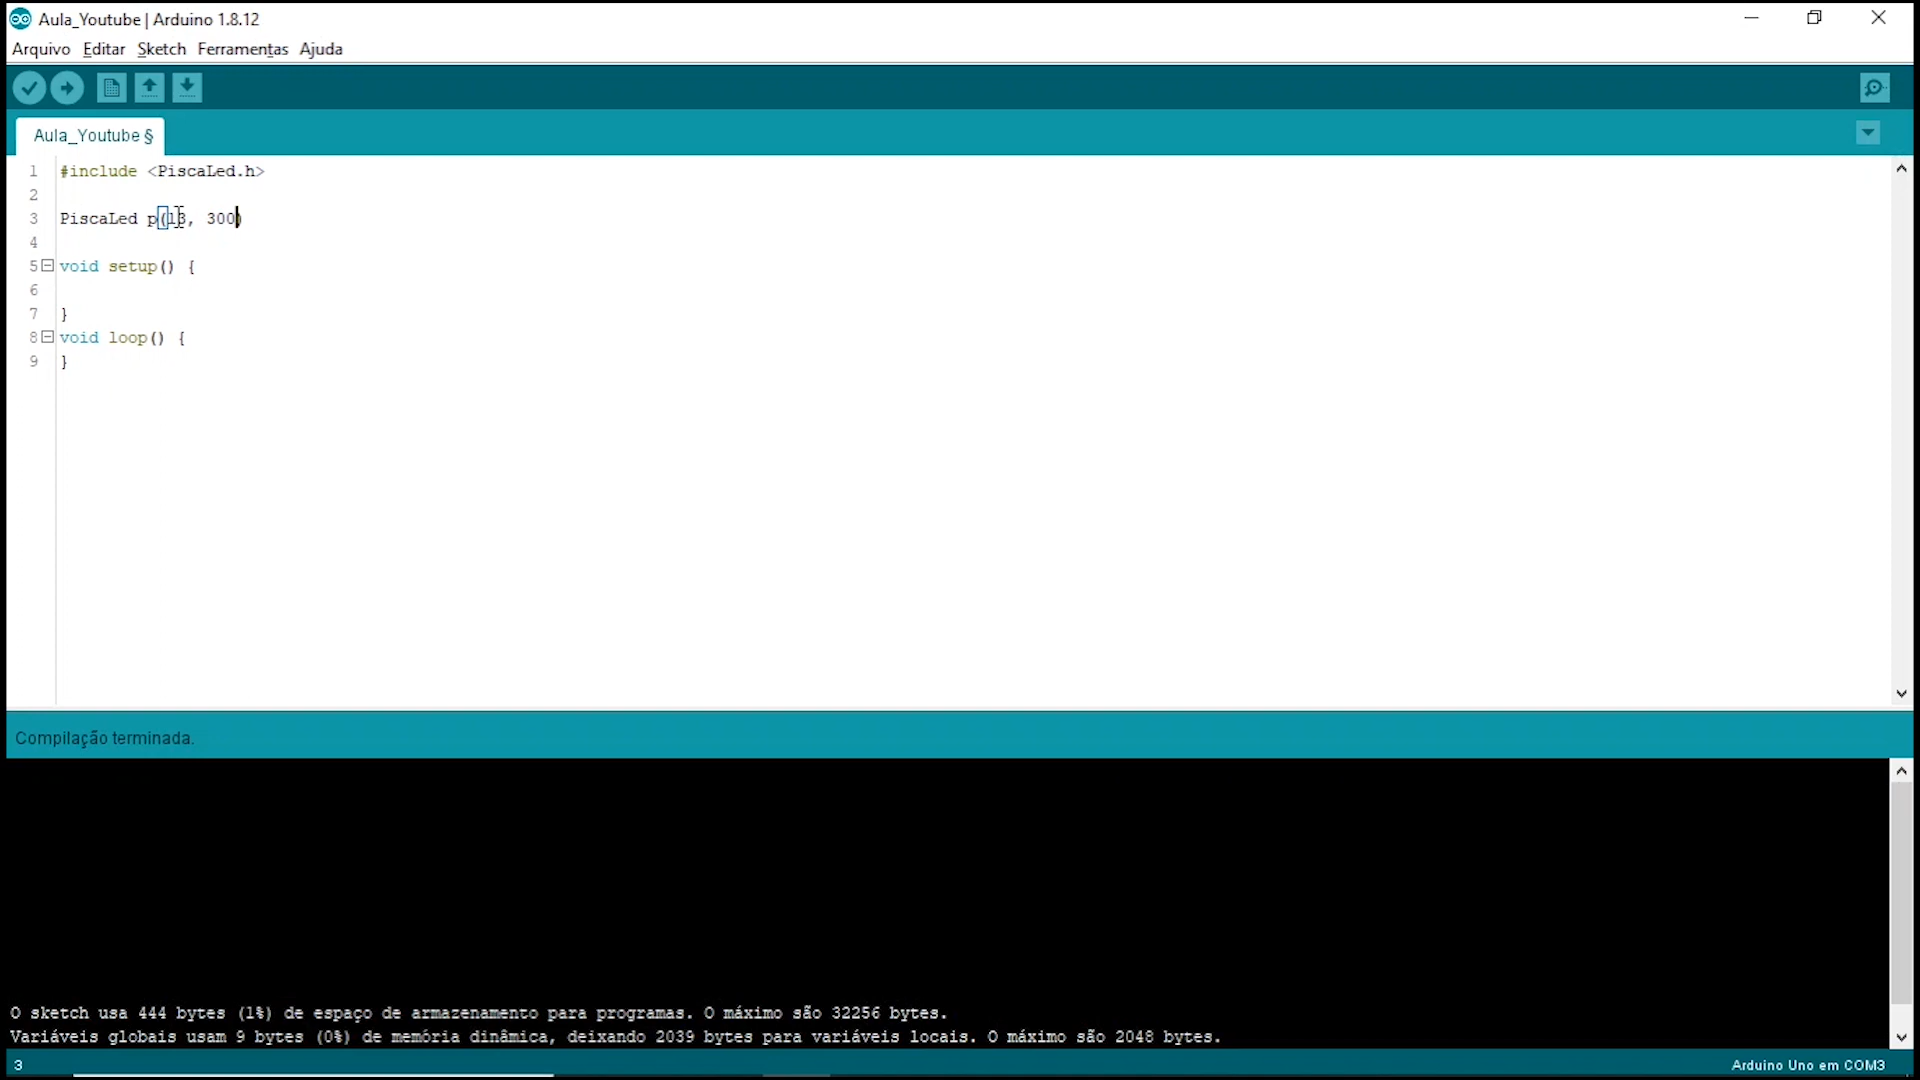 Aula_Youtube | Arduino 1.8.12
Arquivo Editar Sketch Ferramentas Ajuda
Aula_Youtube §
1 #include <PiscaLed.h>
2
3 PiscaLed p(13, 300)
4
5 void setup() {
6
7 }
8 void loop() {
9 }
Compilação terminada.
O sketch usa 444 bytes (1%) de espaço de armazenamento para programas. O máximo são 32256 bytes.
Variáveis globais usam 9 bytes (0%) de memória dinâmica, deixando 2039 bytes para variáveis locais. O máximo são 2048 bytes.
3 Arduino Uno em COM3